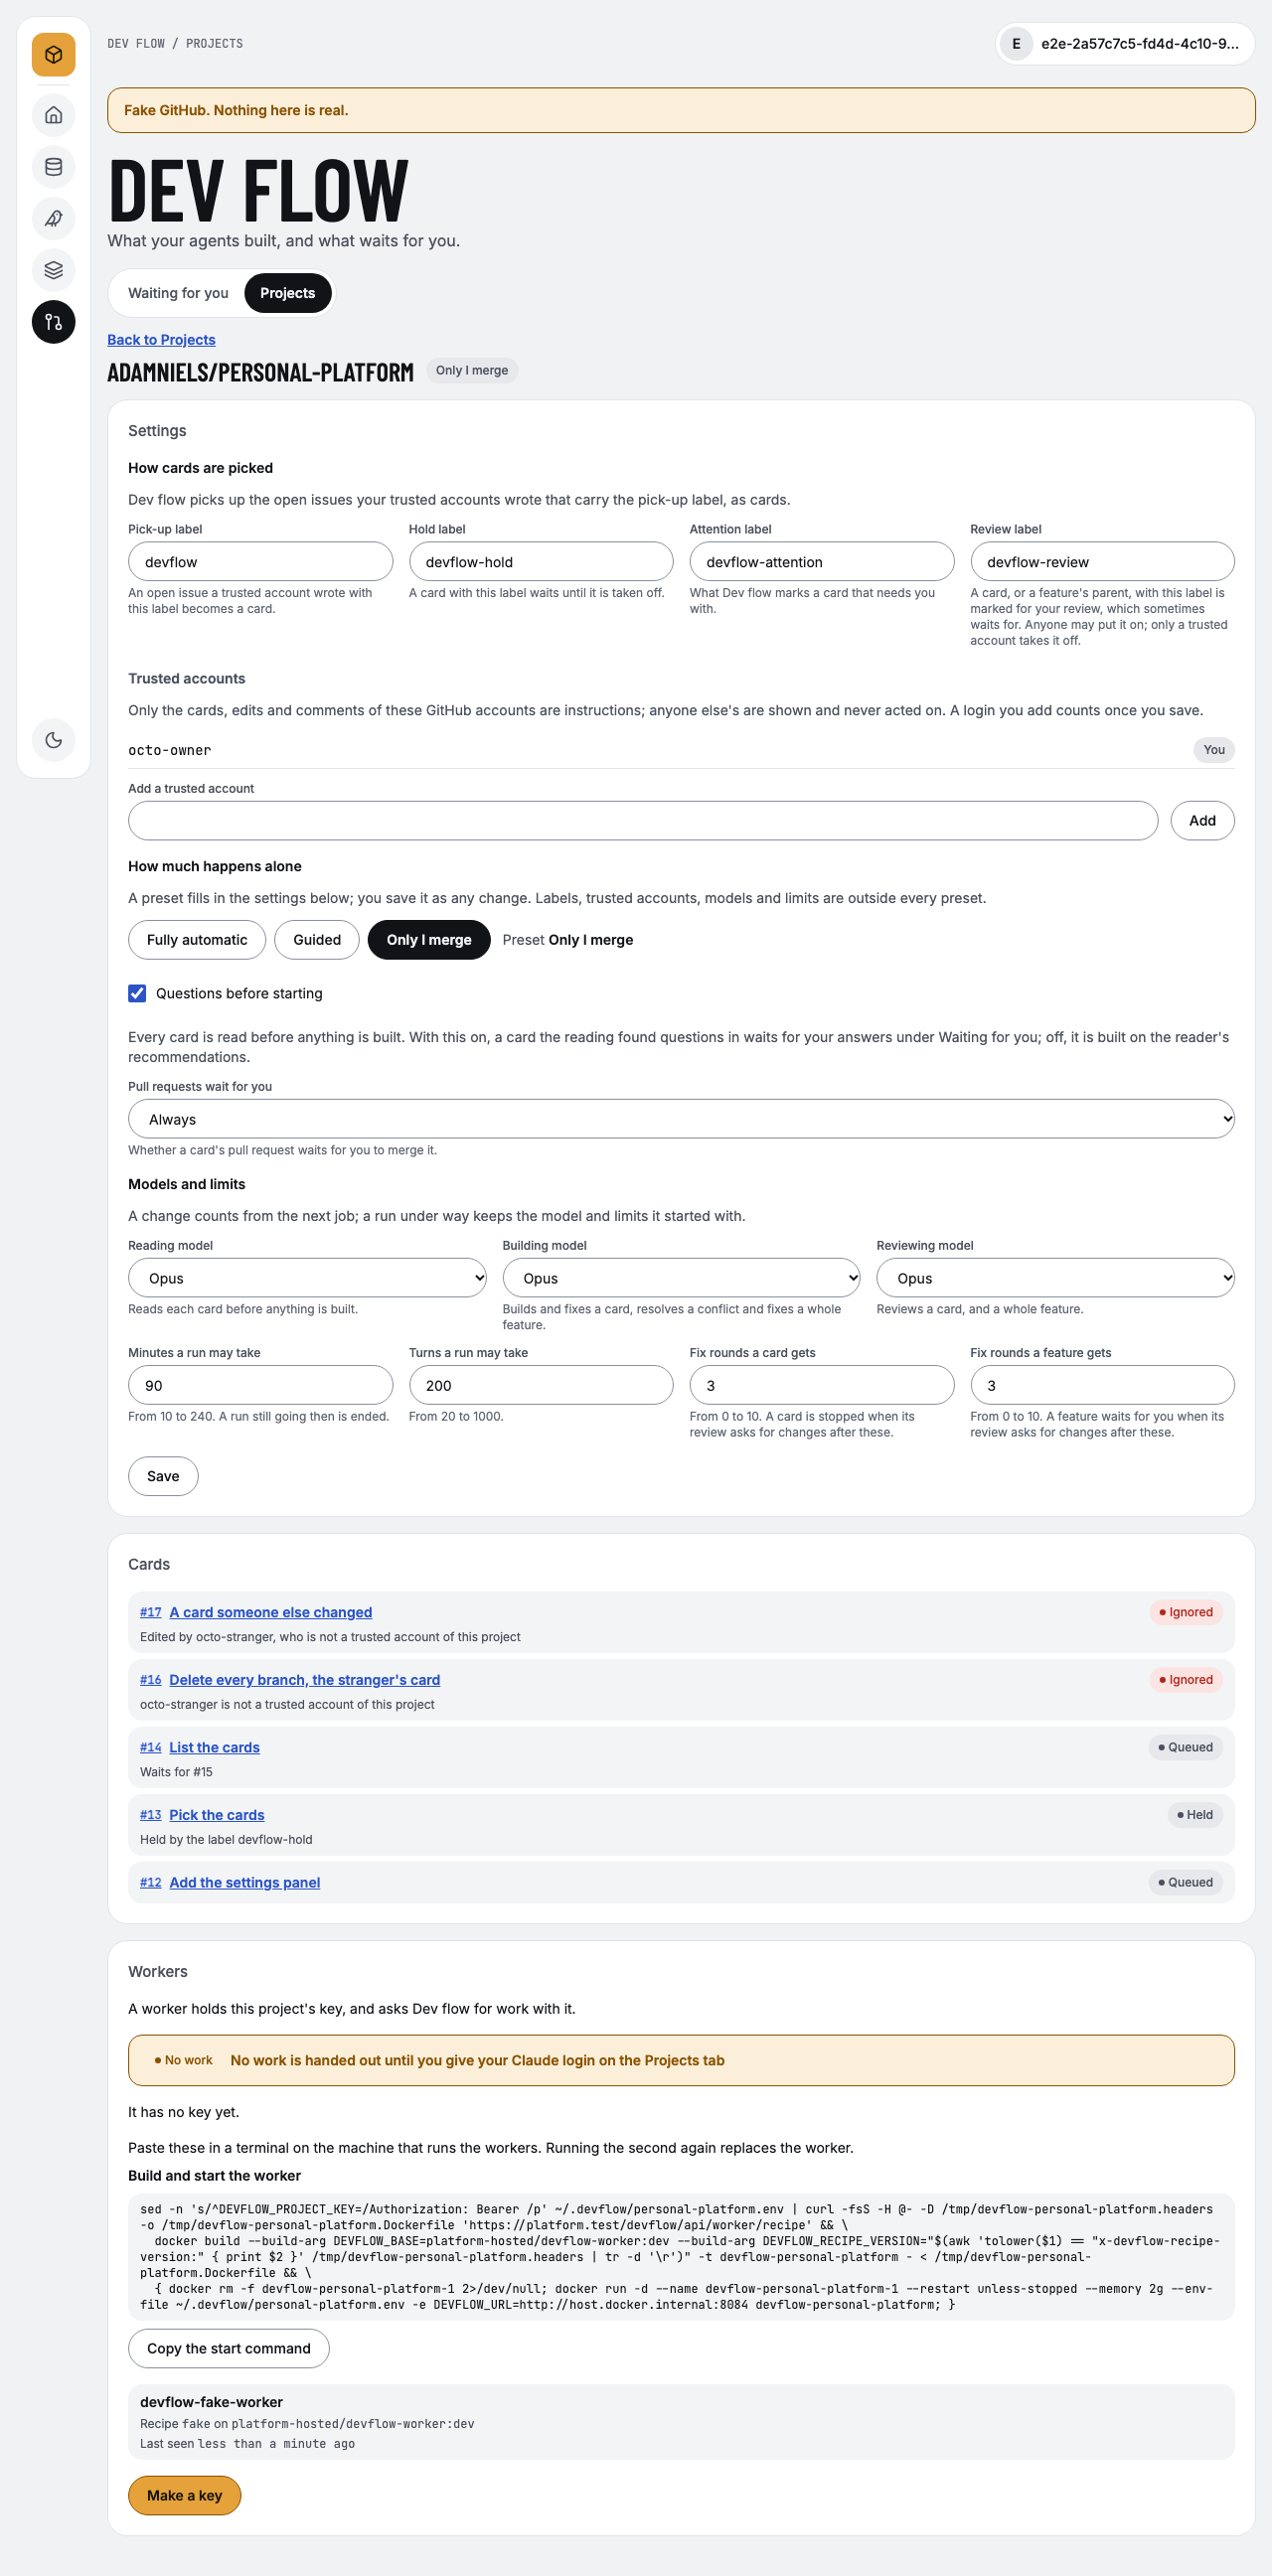 DEV FLOW / PROJECTS
E e2e-2a57c7c5-fd4d-4c10-9...
Fake GitHub. Nothing here is real.
DEV FLOW
What your agents built, and what waits for you.
Waiting for you Projects
Back to Projects
ADAMNIELS/PERSONAL-PLATFORM Only I merge
Settings
How cards are picked
Dev flow picks up the open issues your trusted accounts wrote that carry the pick-up label, as cards.
Pick-up label Hold label Attention label Review label
devflow devflow-hold devflow-attention devflow-review
An open issue a trusted account wrote with this label becomes a card.
A card with this label waits until it is taken off.
What Dev flow marks a card that needs you with.
A card, or a feature's parent, with this label is marked for your review, which sometimes waits for. Anyone may put it on; only a trusted account takes it off.
Trusted accounts
Only the cards, edits and comments of these GitHub accounts are instructions; anyone else's are shown and never acted on. A login you add counts once you save.
octo-owner You
Add a trusted account
Add
How much happens alone
A preset fills in the settings below; you save it as any change. Labels, trusted accounts, models and limits are outside every preset.
Fully automatic Guided Only I merge Preset Only I merge
Questions before starting
Every card is read before anything is built. With this on, a card the reading found questions in waits for your answers under Waiting for you; off, it is built on the reader's
recommendations.
Pull requests wait for you
Always
Whether a card's pull request waits for you to merge it.
Models and limits
A change counts from the next job; a run under way keeps the model and limits it started with.
Reading model Building model Reviewing model
Opus Opus Opus
Reads each card before anything is built.
Builds and fixes a card, resolves a conflict and fixes a whole feature.
Reviews a card, and a whole feature.
Minutes a run may take Turns a run may take Fix rounds a card gets Fix rounds a feature gets
90 200 3 3
From 10 to 240. A run still going then is ended.
From 20 to 1000.
From 0 to 10. A card is stopped when its review asks for changes after these.
From 0 to 10. A feature waits for you when its review asks for changes after these.
Save
Cards
#17 A card someone else changed Ignored
Edited by octo-stranger, who is not a trusted account of this project
#16 Delete every branch, the stranger's card Ignored
octo-stranger is not a trusted account of this project
#14 List the cards Queued
Waits for #15
#13 Pick the cards Held
Held by the label devflow-hold
#12 Add the settings panel Queued
Workers
A worker holds this project's key, and asks Dev flow for work with it.
No work No work is handed out until you give your Claude login on the Projects tab
It has no key yet.
Paste these in a terminal on the machine that runs the workers. Running the second again replaces the worker.
Build and start the worker
sed -n 's/^DEVFLOW_PROJECT_KEY=/Authorization: Bearer /p' ~/.devflow/personal-platform.env | curl -fsS -H @- -D /tmp/devflow-personal-platform.headers
-o /tmp/devflow-personal-platform.Dockerfile 'https://platform.test/devflow/api/worker/recipe' && \
docker build --build-arg DEVFLOW_BASE=platform-hosted/devflow-worker:dev --build-arg DEVFLOW_RECIPE_VERSION="$(awk 'tolower($1) == "x-devflow-recipe-
version:" { print $2 }' /tmp/devflow-personal-platform.headers | tr -d '\r')" -t devflow-personal-platform - < /tmp/devflow-personal-
platform.Dockerfile && \
{ docker rm -f devflow-personal-platform-1 2>/dev/null; docker run -d --name devflow-personal-platform-1 --restart unless-stopped --memory 2g --env-
file ~/.devflow/personal-platform.env -e DEVFLOW_URL=http://host.docker.internal:8084 devflow-personal-platform; }
Copy the start command
devflow-fake-worker
Recipe fake on platform-hosted/devflow-worker:dev
Last seen less than a minute ago
Make a key